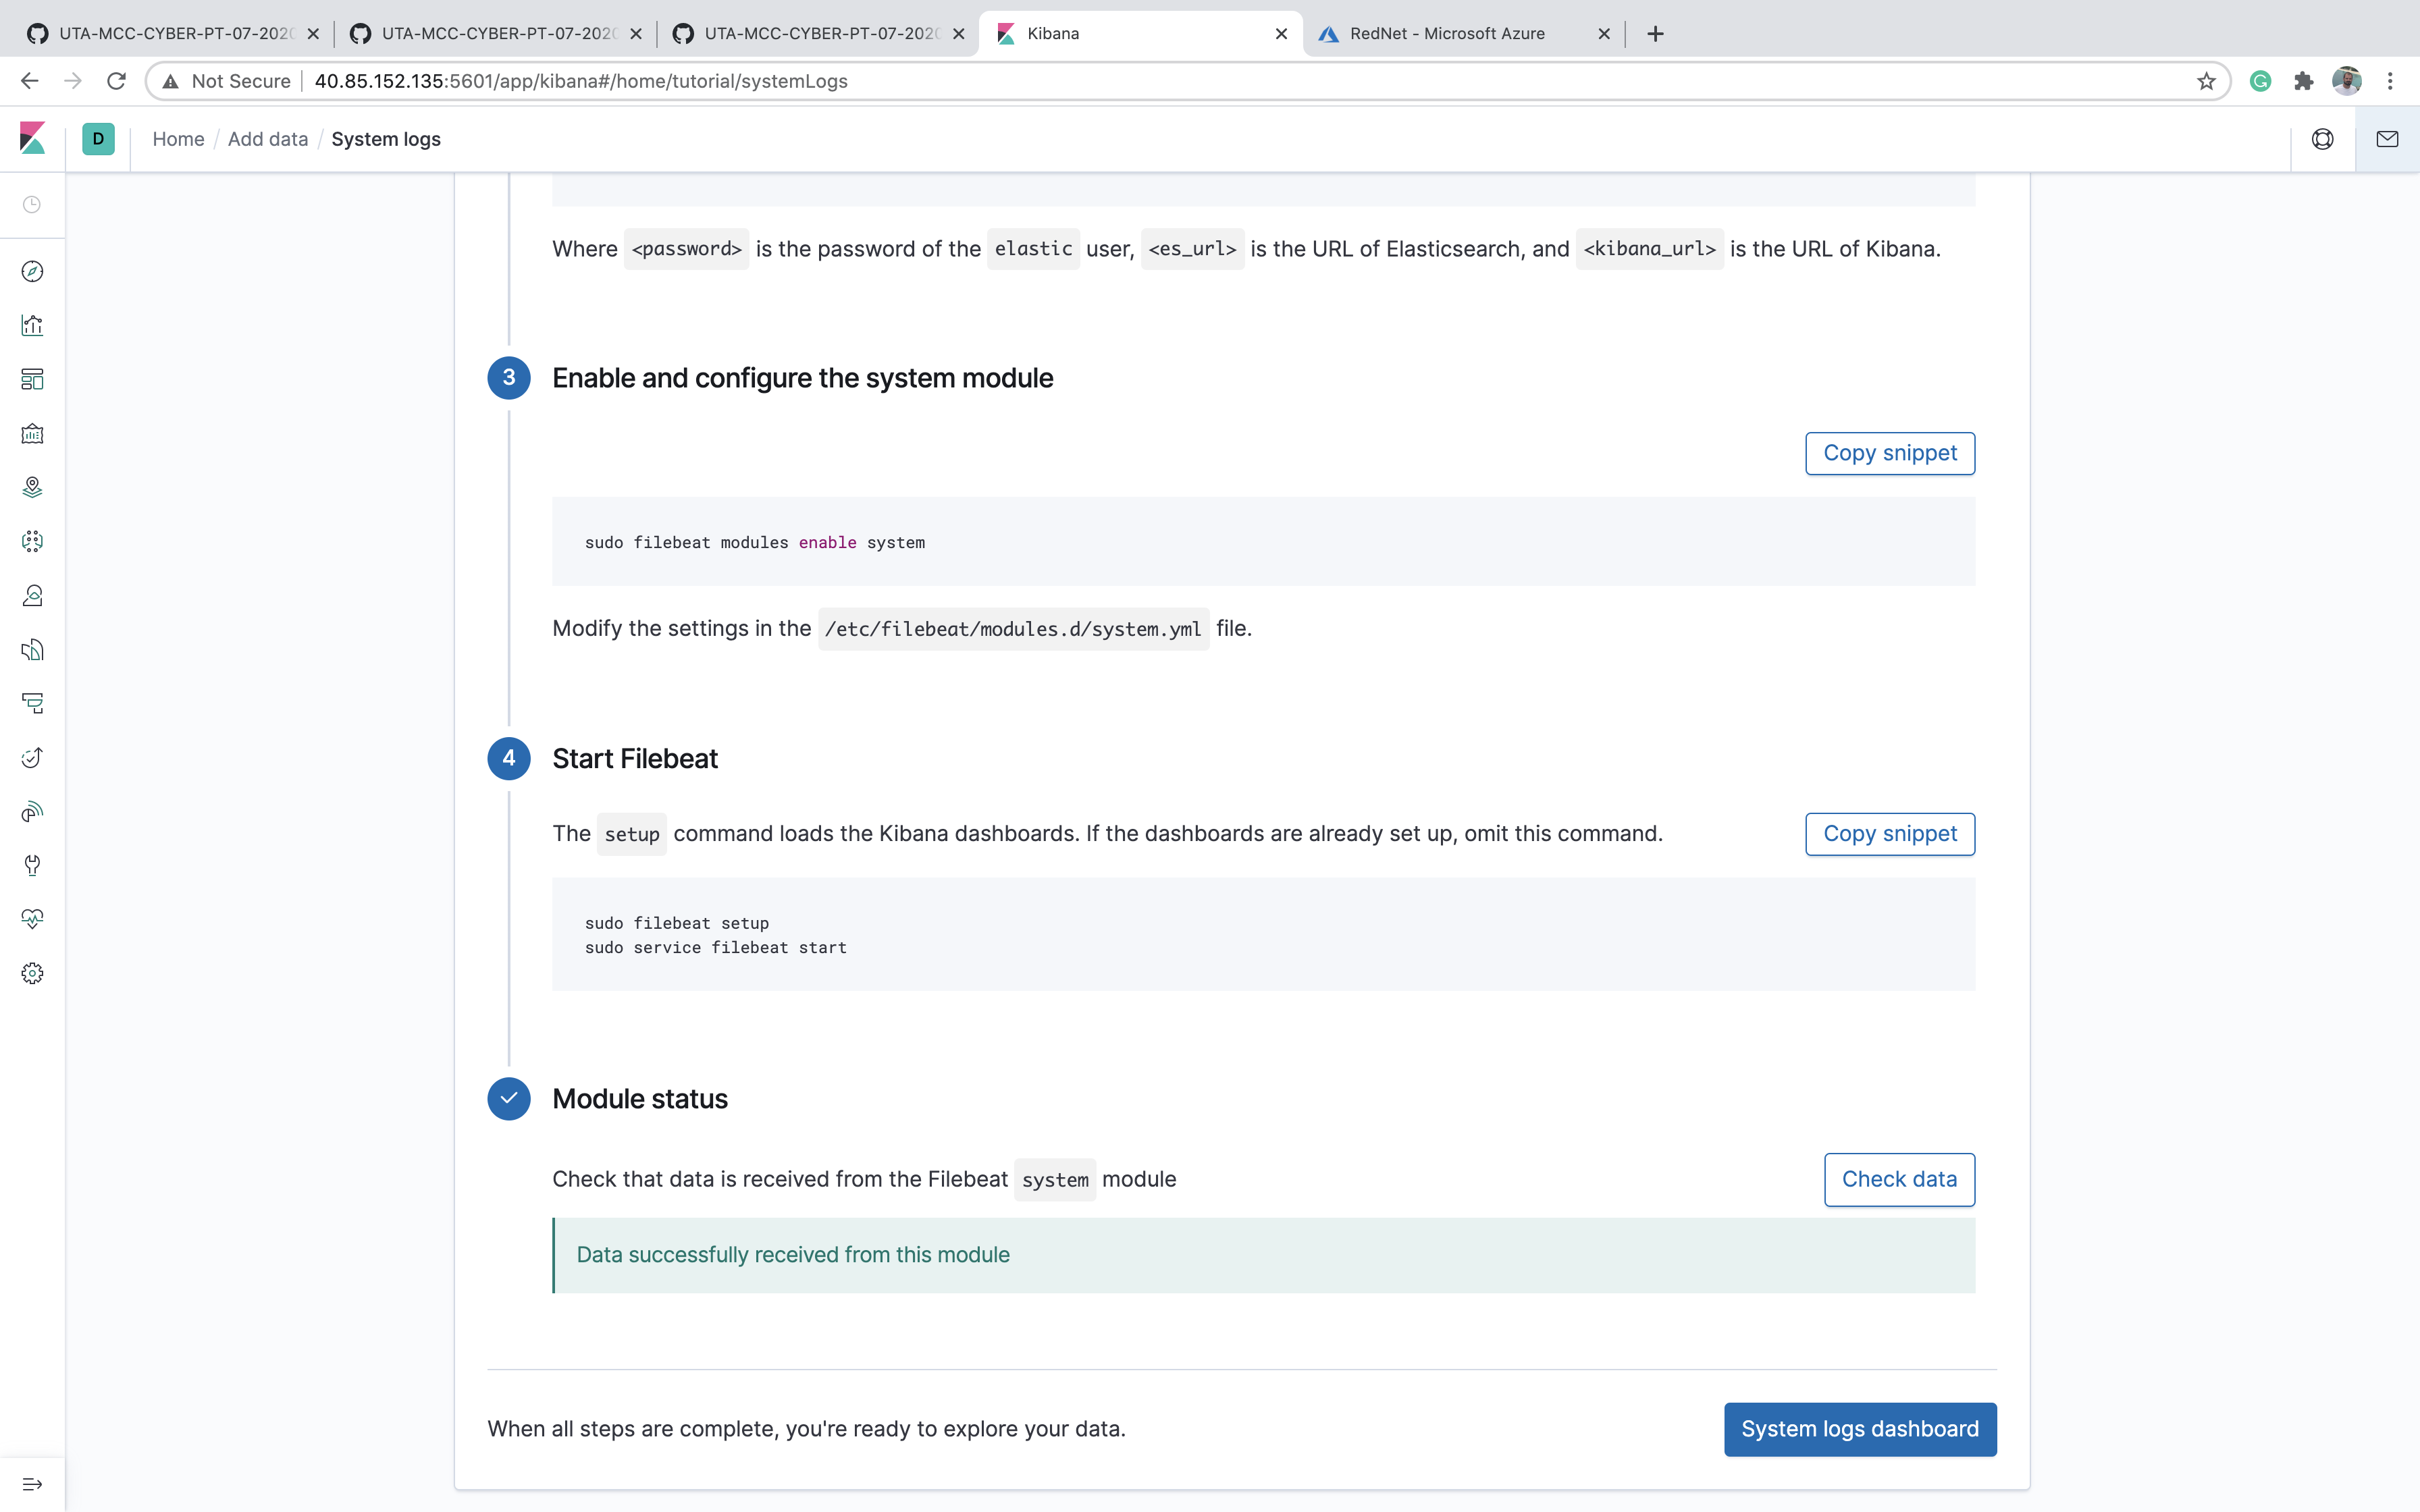 UTA-MCC-CYBER-PT-07-2020
UTA-MCC-CYBER-PT-07-2020
UTA-MCC-CYBER-PT-07-2020
Kibana
RedNet - Microsoft Azure
Not Secure
40.85.152.135:5601/app/kibana#/home/tutorial/systemLogs
D
Home / Add data / System logs
Where <password> is the password of the elastic user, <es_url> is the URL of Elasticsearch, and <kibana_url> is the URL of Kibana.
3 Enable and configure the system module
Copy snippet
sudo filebeat modules enable system
Modify the settings in the /etc/filebeat/modules.d/system.yml file.
4 Start Filebeat
The setup command loads the Kibana dashboards. If the dashboards are already set up, omit this command.
Copy snippet
sudo filebeat setup
sudo service filebeat start
Module status
Check that data is received from the Filebeat system module
Check data
Data successfully received from this module
When all steps are complete, you're ready to explore your data.
System logs dashboard